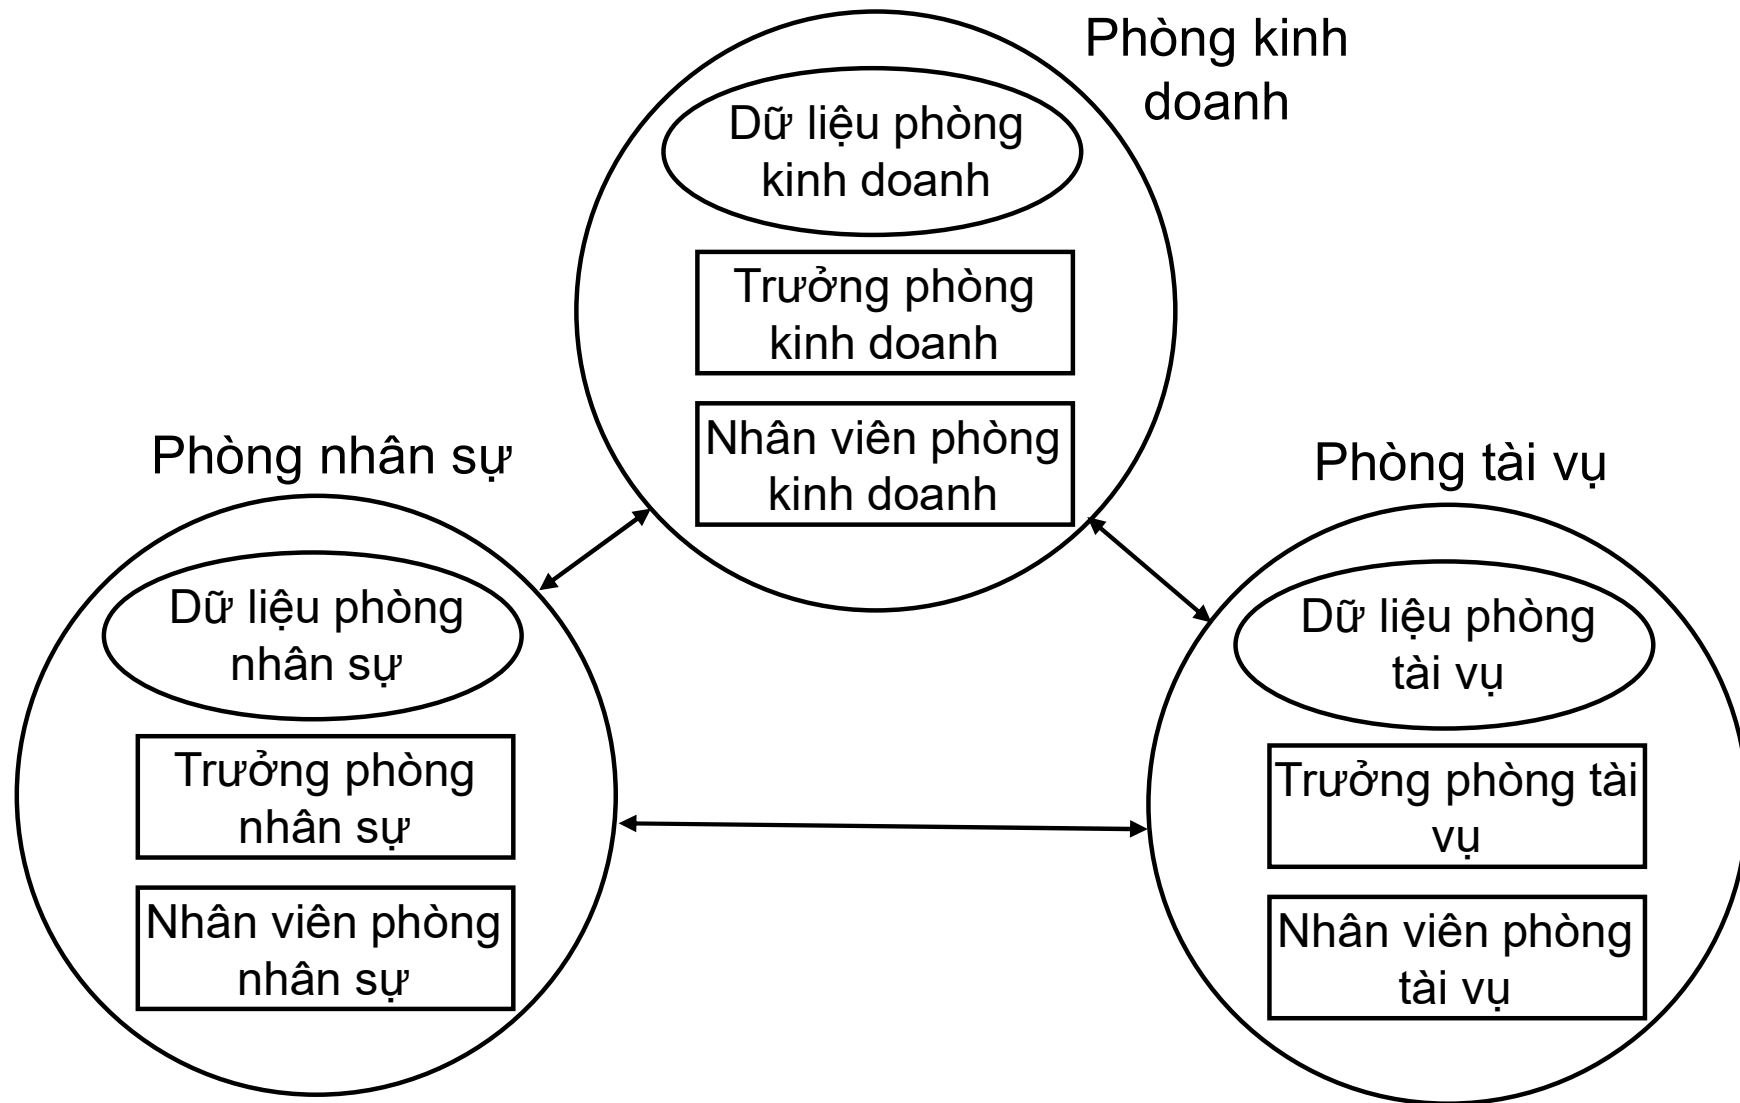 Phòng kinh
doanh
Dữ liệu phòng
kinh doanh
Trưởng phòng
kinh doanh
Nhân viên phòng
kinh doanh
Phòng nhân sự
Dữ liệu phòng
nhân sự
Trưởng phòng
nhân sự
Nhân viên phòng
nhân sự
Phòng tài vụ
Dữ liệu phòng
tài vụ
Trưởng phòng tài
vụ
Nhân viên phòng
tài vụ